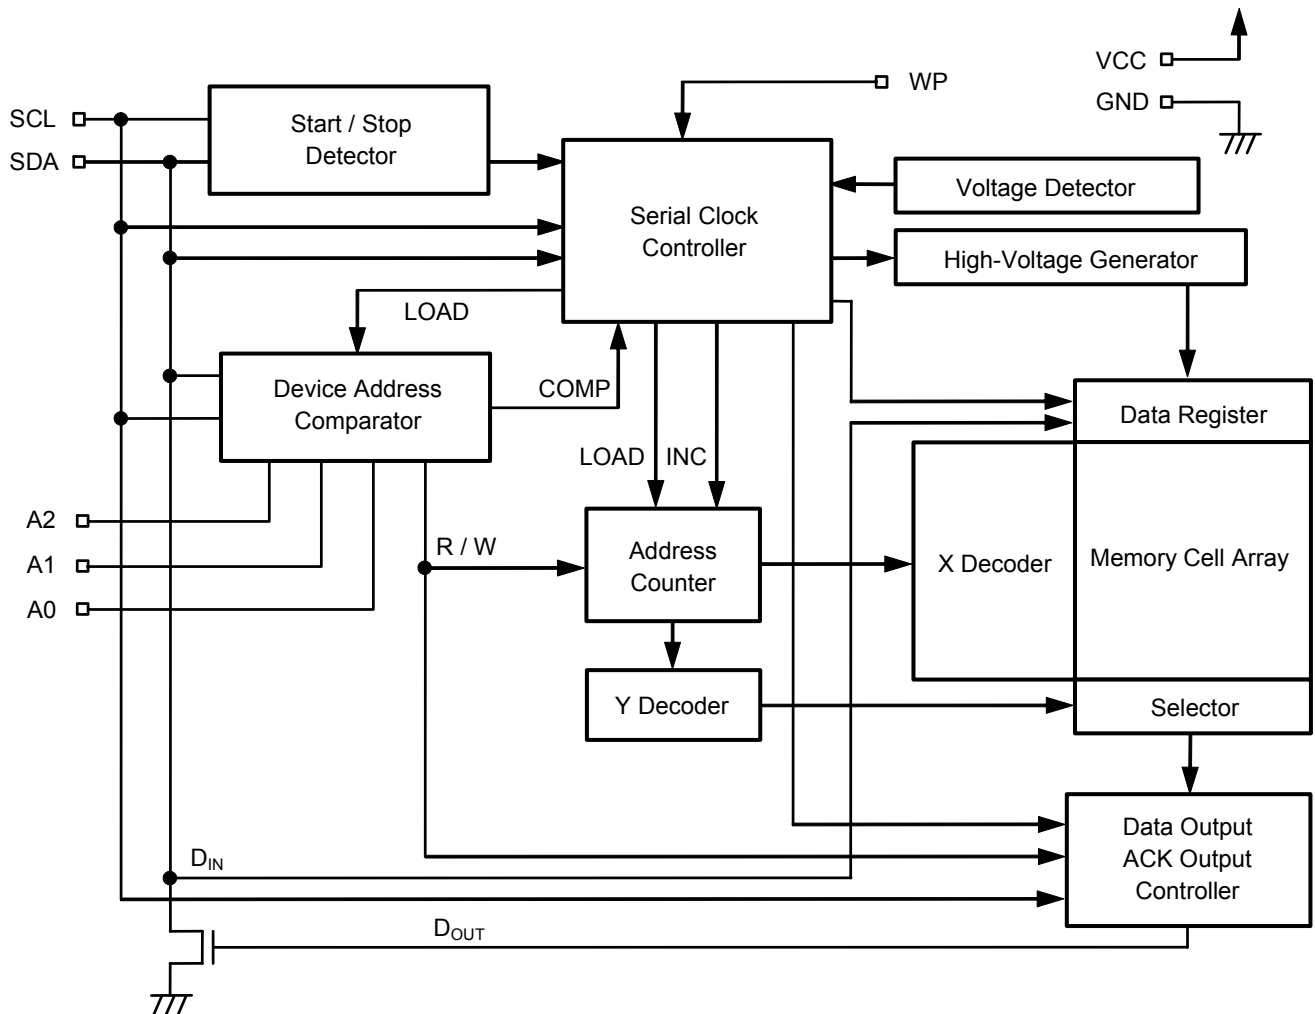 VCC
WP
GND
SCL
Start / Stop
Detector
SDA
Voltage Detector
Serial Clock
Controller
High-Voltage Generator
LOAD
Device Address
Comparator
COMP
Data Register
LOAD
INC
A2
R / W
Address
Counter
X Decoder
Memory Cell Array
A1
A0
Y Decoder
Selector
Data Output
ACK Output
Controller
DIN
DOUT